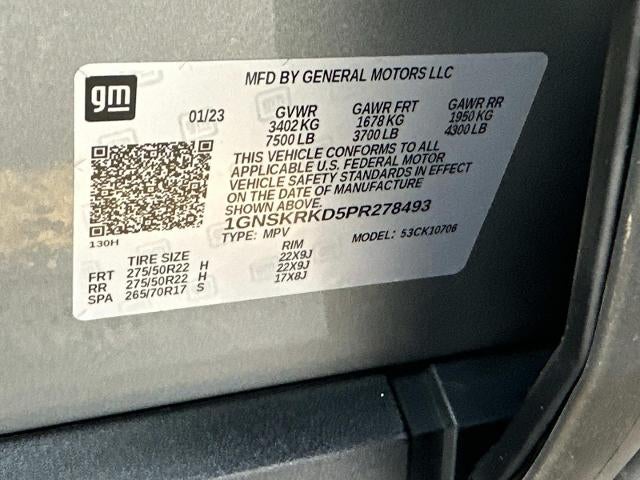 gm
MFD BY GENERAL MOTORS LLC
01/23 GVWR GAWR FRT GAWR RR
3402 KG 1678 KG 1950 KG
7500 LB 3700 LB 4300 LB
THIS VEHICLE CONFORMS TO ALL
APPLICABLE U.S. FEDERAL MOTOR
VEHICLE SAFETY STANDARDS IN EFFECT
ON THE DATE OF MANUFACTURE
SHOWN ABOVE.
1GNSKRKD5PR278493
TYPE: MPV MODEL: 53CK10706
130H
TIRE SIZE RIM
FRT 275/50R22 H 22X9J
RR 275/50R22 H 22X9J
SPA 265/70R17 S 17X8J